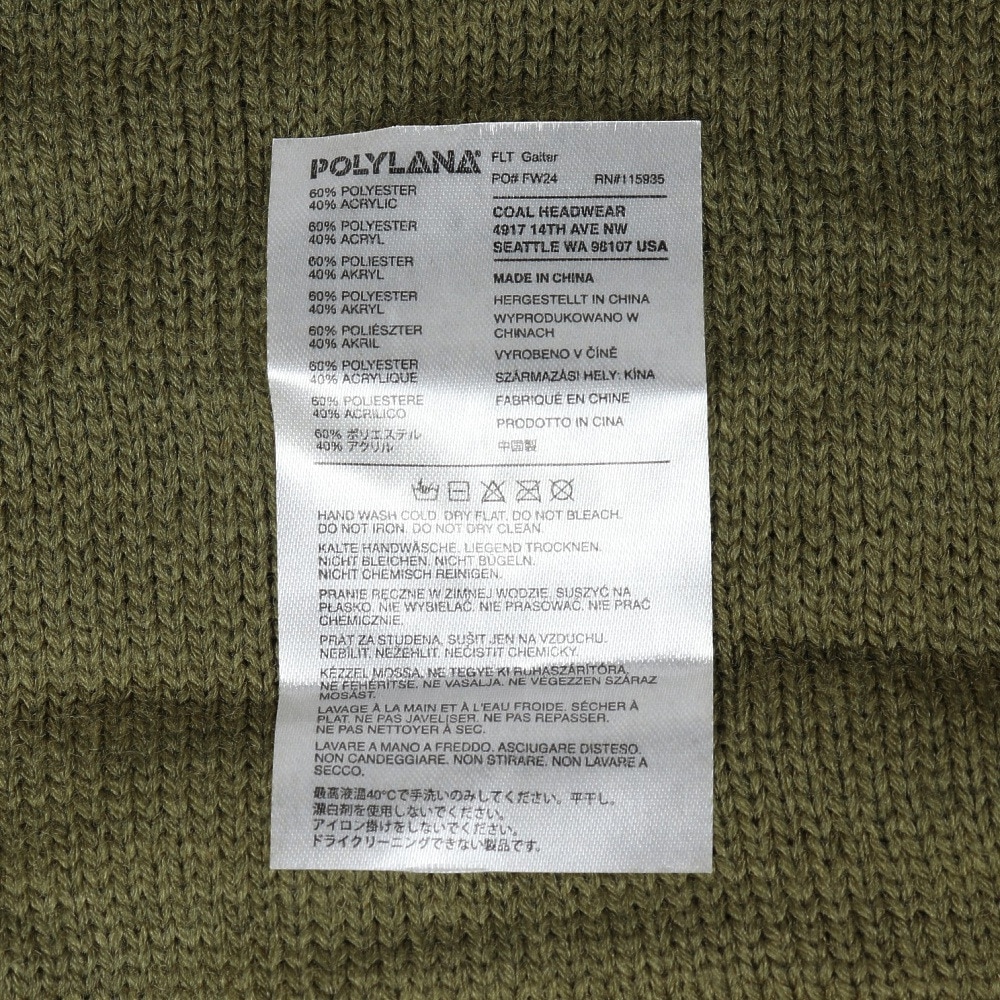 POLYLANA
60% POLYESTER
40% ACRYLIC
60% POLYESTER
40% ACRYL
60% POLIESTER
40% AKRYL
60% POLYESTER
40% AKRYL
60% POLIÉSZTER
40% AKRIL
60% POLYESTER
40% ACRYLIQUE
60% POLIESTERE
40% ACRILICO
60% ポリエステル
40% アクリル
FLT Gaiter
PO# FW24 RN#115935
COAL HEADWEAR
4917 14TH AVE NW
SEATTLE WA 98107 USA
MADE IN CHINA
HERGESTELLT IN CHINA
WYPRODUKOWANO W
CHINACH
VYROBENO V ČÍNĚ
SZÁRMAZÁSI HELY: KÍNA
FABRIQUÉ EN CHINE
PRODOTTO IN CINA
中国製
HAND WASH COLD. DRY FLAT. DO NOT BLEACH.
DO NOT IRON. DO NOT DRY CLEAN.
KALTE HANDWÄSCHE. LIEGEND TROCKNEN.
NICHT BLEICHEN. NICHT BÜGELN.
NICHT CHEMISCH REINIGEN.
PRANIE RĘCZNE W ZIMNEJ WODZIE. SUSZYĆ NA
PŁASKO. NIE WYBIELAĆ. NIE PRASOWAĆ. NIE PRAĆ
CHEMICZNIE.
PRÁT ZA STUDENA, SUŠIT JEN NA VZDUCHU.
NEBÍLIT, NEŽEHLIT. NEČISTIT CHEMICKY.
KÉZZEL MOSSA. NE TEGYE KI RUHASZÁRÍTÓRA,
NE FEHÉRÍTSE. NE VASALJA. NE VÉGEZZEN SZÁRAZ
MOSÁST.
LAVAGE À LA MAIN ET À L'EAU FROIDE. SÉCHER À
PLAT. NE PAS JAVELISER. NE PAS REPASSER.
NE PAS NETTOYER À SEC.
LAVARE A MANO A FREDDO. ASCIUGARE DISTESO.
NON CANDEGGIARE. NON STIRARE. NON LAVARE A
SECCO.
最高液温40°Cで手洗いのみしてください。平干し。
漂白剤を使用しないでください。
アイロン掛けをしないでください。
ドライクリーニングできない製品です。